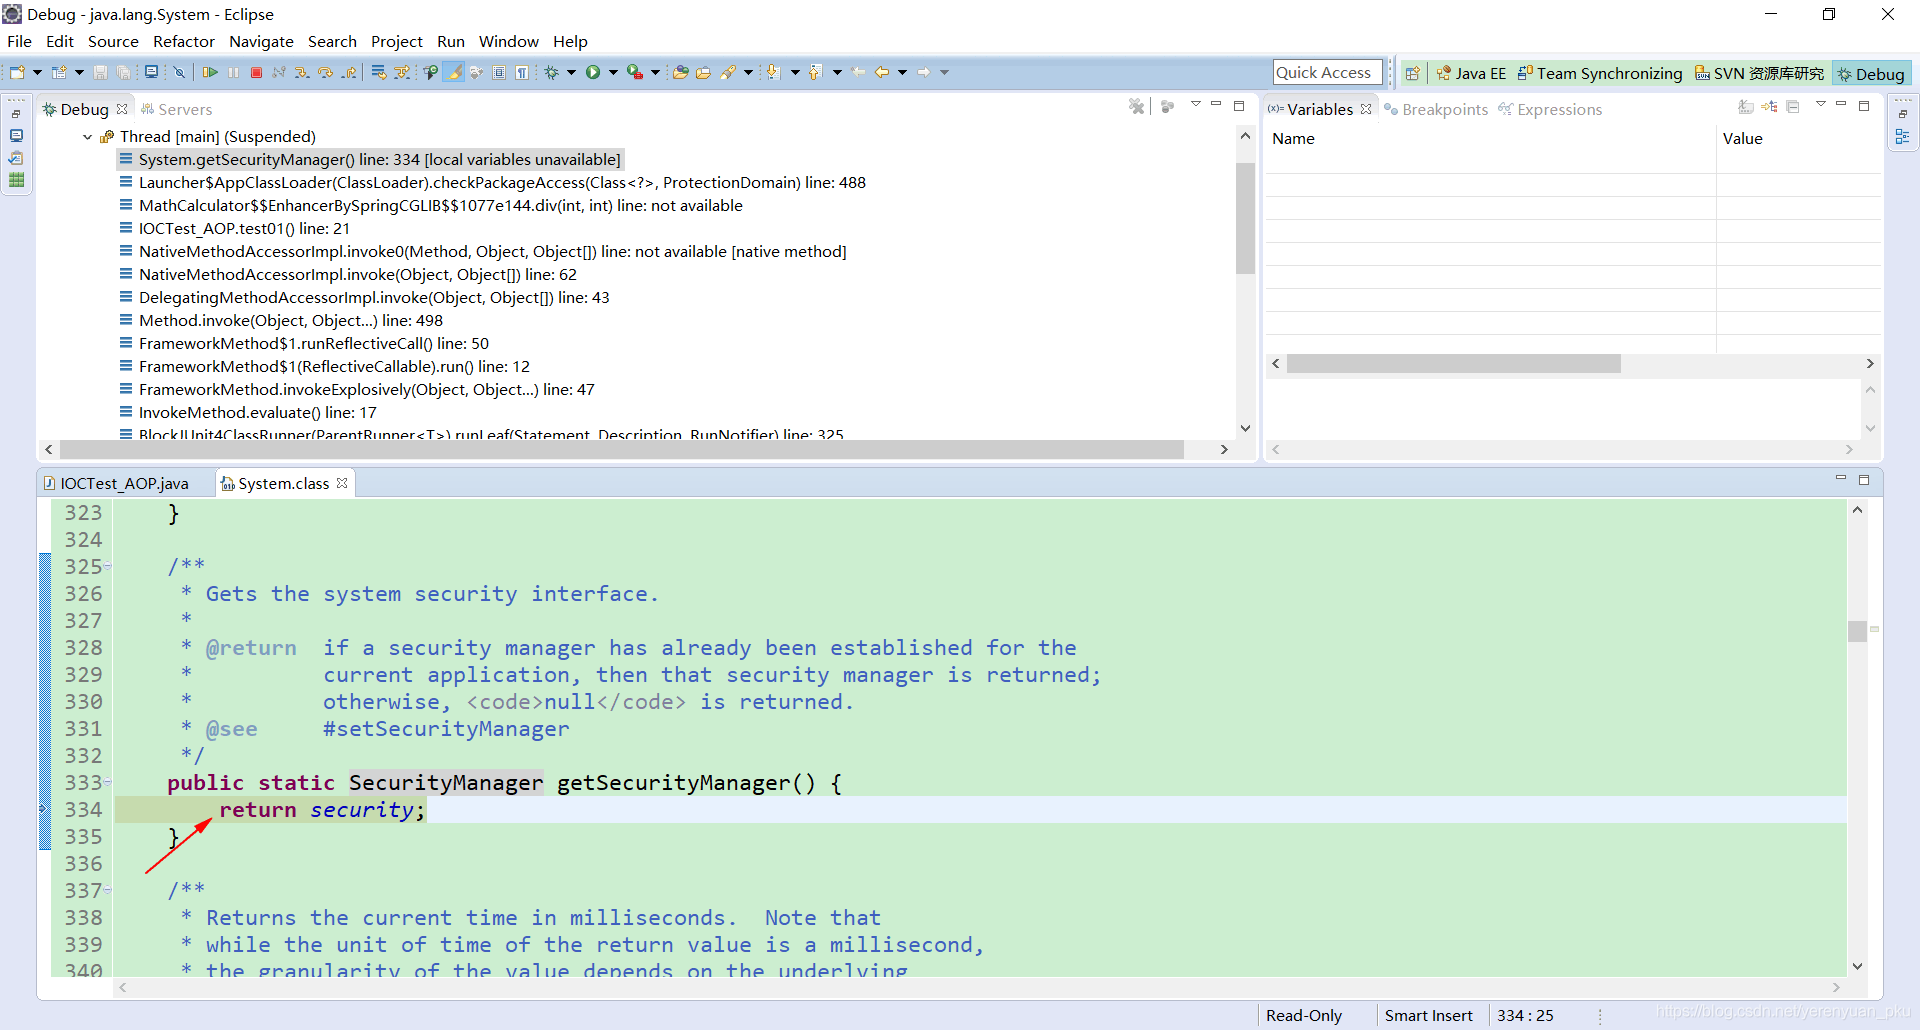 Debug - java.lang.System - Eclipse
File Edit Source Refactor Navigate Search Project Run Window Help
Quick Access
Java EE Team Synchronizing SVN 资源库研究 Debug
Debug Servers
Thread [main] (Suspended)
System.getSecurityManager() line: 334 [local variables unavailable]
Launcher$AppClassLoader(ClassLoader).checkPackageAccess(Class<?>, ProtectionDomain) line: 488
MathCalculator$$EnhancerBySpringCGLIB$$1077e144.div(int, int) line: not available
IOCTest_AOP.test01() line: 21
NativeMethodAccessorImpl.invoke0(Method, Object, Object[]) line: not available [native method]
NativeMethodAccessorImpl.invoke(Object, Object[]) line: 62
DelegatingMethodAccessorImpl.invoke(Object, Object[]) line: 43
Method.invoke(Object, Object...) line: 498
FrameworkMethod$1.runReflectiveCall() line: 50
FrameworkMethod$1(ReflectiveCallable).run() line: 12
FrameworkMethod.invokeExplosively(Object, Object...) line: 47
InvokeMethod.evaluate() line: 17
BlockJUnit4ClassRunner(ParentRunner<T>).runLeaf(Statement, Description, RunNotifier) line: 325
(x)= Variables Breakpoints Expressions
Name Value
IOCTest_AOP.java System.class
323 }
324
325 /**
326 * Gets the system security interface.
327 *
328 * @return if a security manager has already been established for the
329 * current application, then that security manager is returned;
330 * otherwise, <code>null</code> is returned.
331 * @see #setSecurityManager
332 */
333 public static SecurityManager getSecurityManager() {
334 return security;
335 }
336
337 /**
338 * Returns the current time in milliseconds. Note that
339 * while the unit of time of the return value is a millisecond,
340 * the granularity of the value depends on the underlying
Read-Only Smart Insert 334 : 25
https://blog.csdn.net/yerenyuan_pku